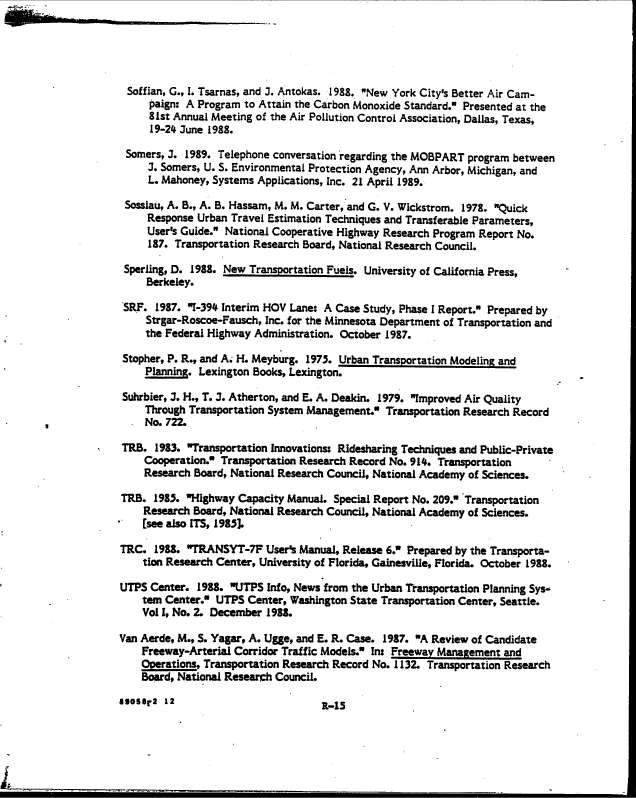 Soffian, G., I. Tsarnas, and J. Antokas. 1988. "New York City's Better Air Cam-
paign: A Program to Attain the Carbon Monoxide Standard." Presented at the
81st Annual Meeting of the Air Pollution Control Association, Dallas, Texas,
19-24 June 1988.
Somers, J. 1989. Telephone conversation regarding the MOBPART program between
J. Somers, U. S. Environmental Protection Agency, Ann Arbor, Michigan, and
L. Mahoney, Systems Applications, Inc. 21 April 1989.
Sosslau, A. B., A. B. Hassam, M. M. Carter, and G. V. Wickstrom. 1978. "Quick
Response Urban Travel Estimation Techniques and Transferable Parameters,
User's Guide." National Cooperative Highway Research Program Report No.
187. Transportation Research Board, National Research Council.
Sperling, D. 1988. New Transportation Fuels. University of California Press,
Berkeley.
SRF. 1987. "I-394 Interim HOV Lane: A Case Study, Phase I Report." Prepared by
Strgar-Roscoe-Fausch, Inc. for the Minnesota Department of Transportation and
the Federal Highway Administration. October 1987.
Stopher, P. R., and A. H. Meyburg. 1975. Urban Transportation Modeling and
Planning. Lexington Books, Lexington.
Suhrbier, J. H., T. J. Atherton, and E. A. Deakin. 1979. "Improved Air Quality
Through Transportation System Management." Transportation Research Record
No. 722.
TRB. 1983. "Transportation Innovations: Ridesharing Techniques and Public-Private
Cooperation." Transportation Research Record No. 914. Transportation
Research Board, National Research Council, National Academy of Sciences.
TRB. 1985. "Highway Capacity Manual. Special Report No. 209." Transportation
Research Board, National Research Council, National Academy of Sciences.
[see also ITS, 1985].
TRC. 1988. "TRANSYT-7F User's Manual, Release 6." Prepared by the Transporta-
tion Research Center, University of Florida, Gainesville, Florida. October 1988.
UTPS Center. 1988. "UTPS Info, News from the Urban Transportation Planning Sys-
tem Center." UTPS Center, Washington State Transportation Center, Seattle.
Vol I, No. 2. December 1988.
Van Aerde, M., S. Yagar, A. Ugge, and E. R. Case. 1987. "A Review of Candidate
Freeway-Arterial Corridor Traffic Models." In: Freeway Management and
Operations, Transportation Research Record No. 1132. Transportation Research
Board, National Research Council.
89058r2 12
R-15